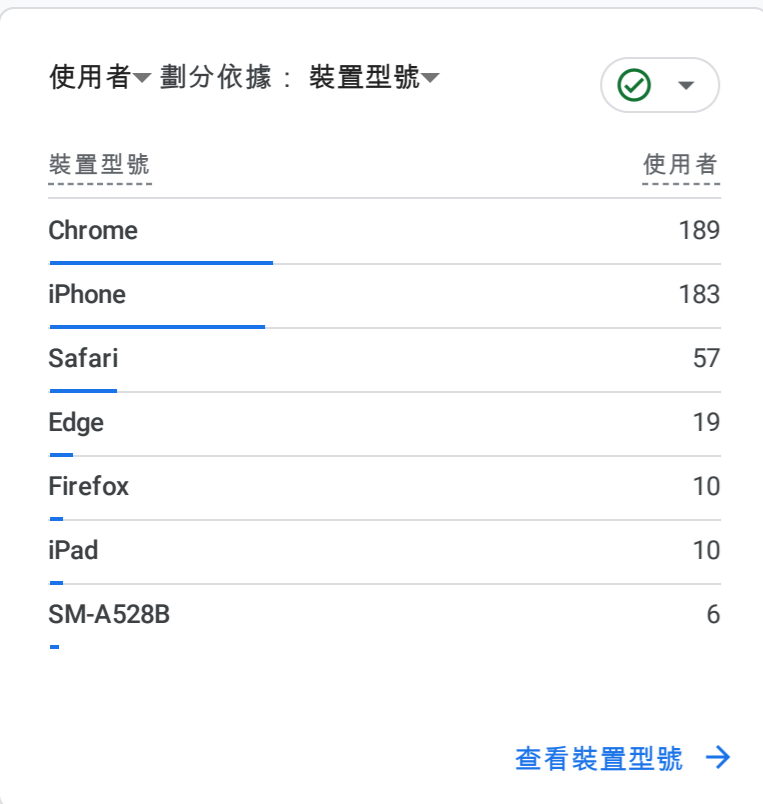 使用者 劃分依據： 裝置型號
裝置型號 使用者
Chrome 189
iPhone 183
Safari 57
Edge 19
Firefox 10
iPad 10
SM-A528B 6
查看裝置型號